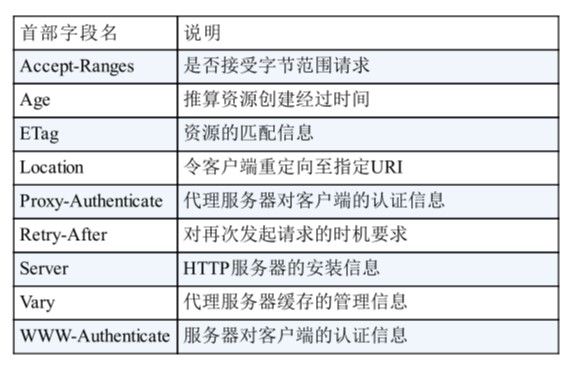 首部字段名 说明
Accept-Ranges 是否接受字节范围请求
Age 推算资源创建经过时间
ETag 资源的匹配信息
Location 令客户端重定向至指定URI
Proxy-Authenticate 代理服务器对客户端的认证信息
Retry-After 对再次发起请求的时机要求
Server HTTP服务器的安装信息
Vary 代理服务器缓存的管理信息
WWW-Authenticate 服务器对客户端的认证信息